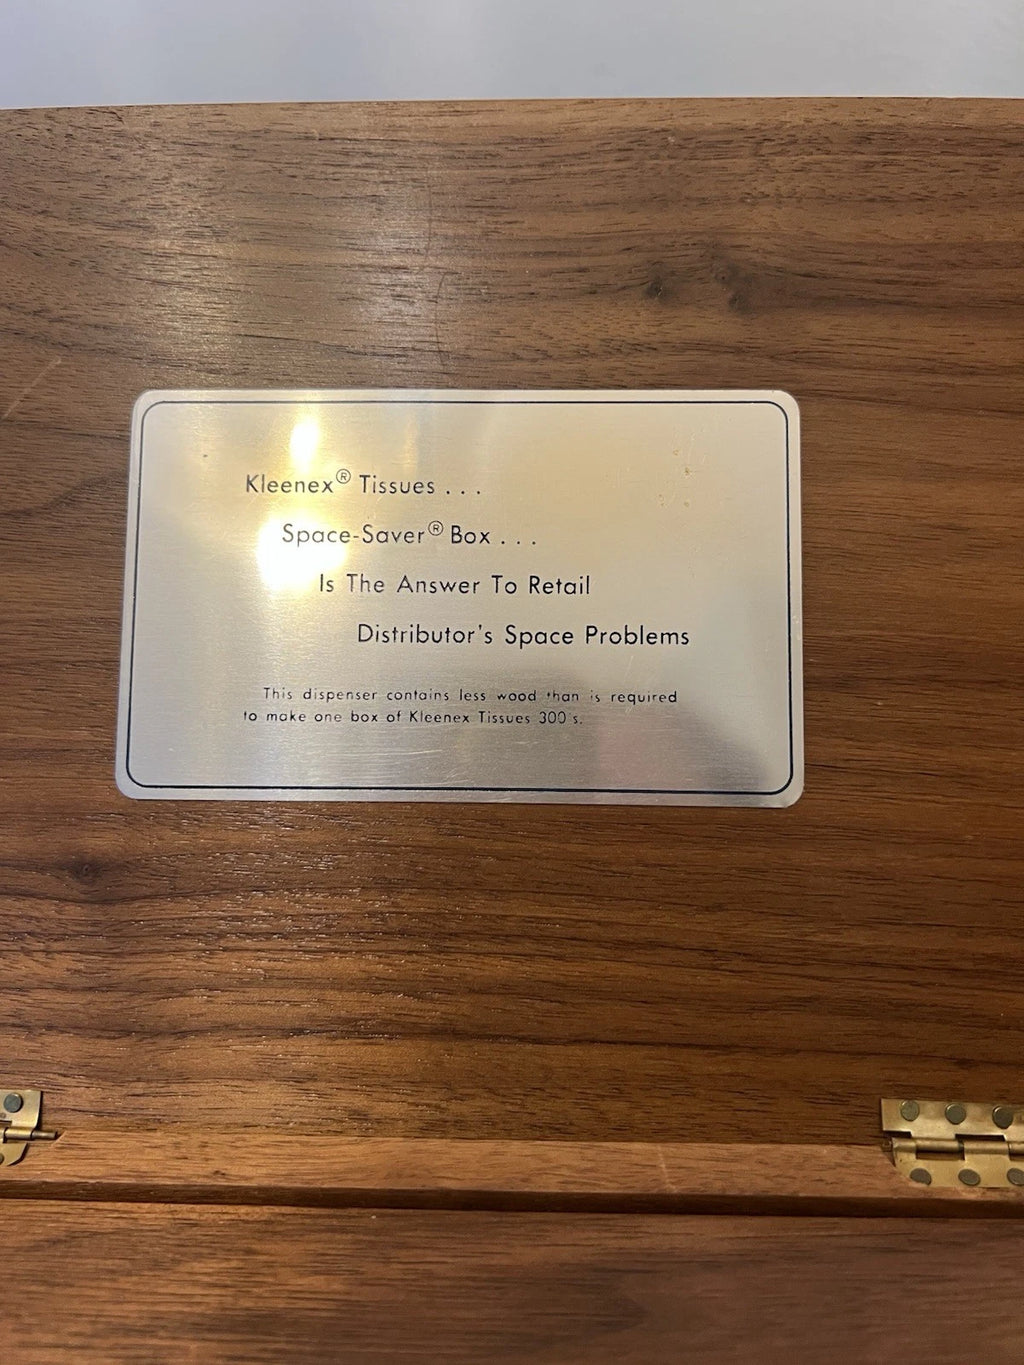 Kleenex® Tissues . . .
Space-Saver® Box . . .
Is The Answer To Retail
Distributor's Space Problems
This dispenser contains less wood than is required
to make one box of Kleenex Tissues 300's.